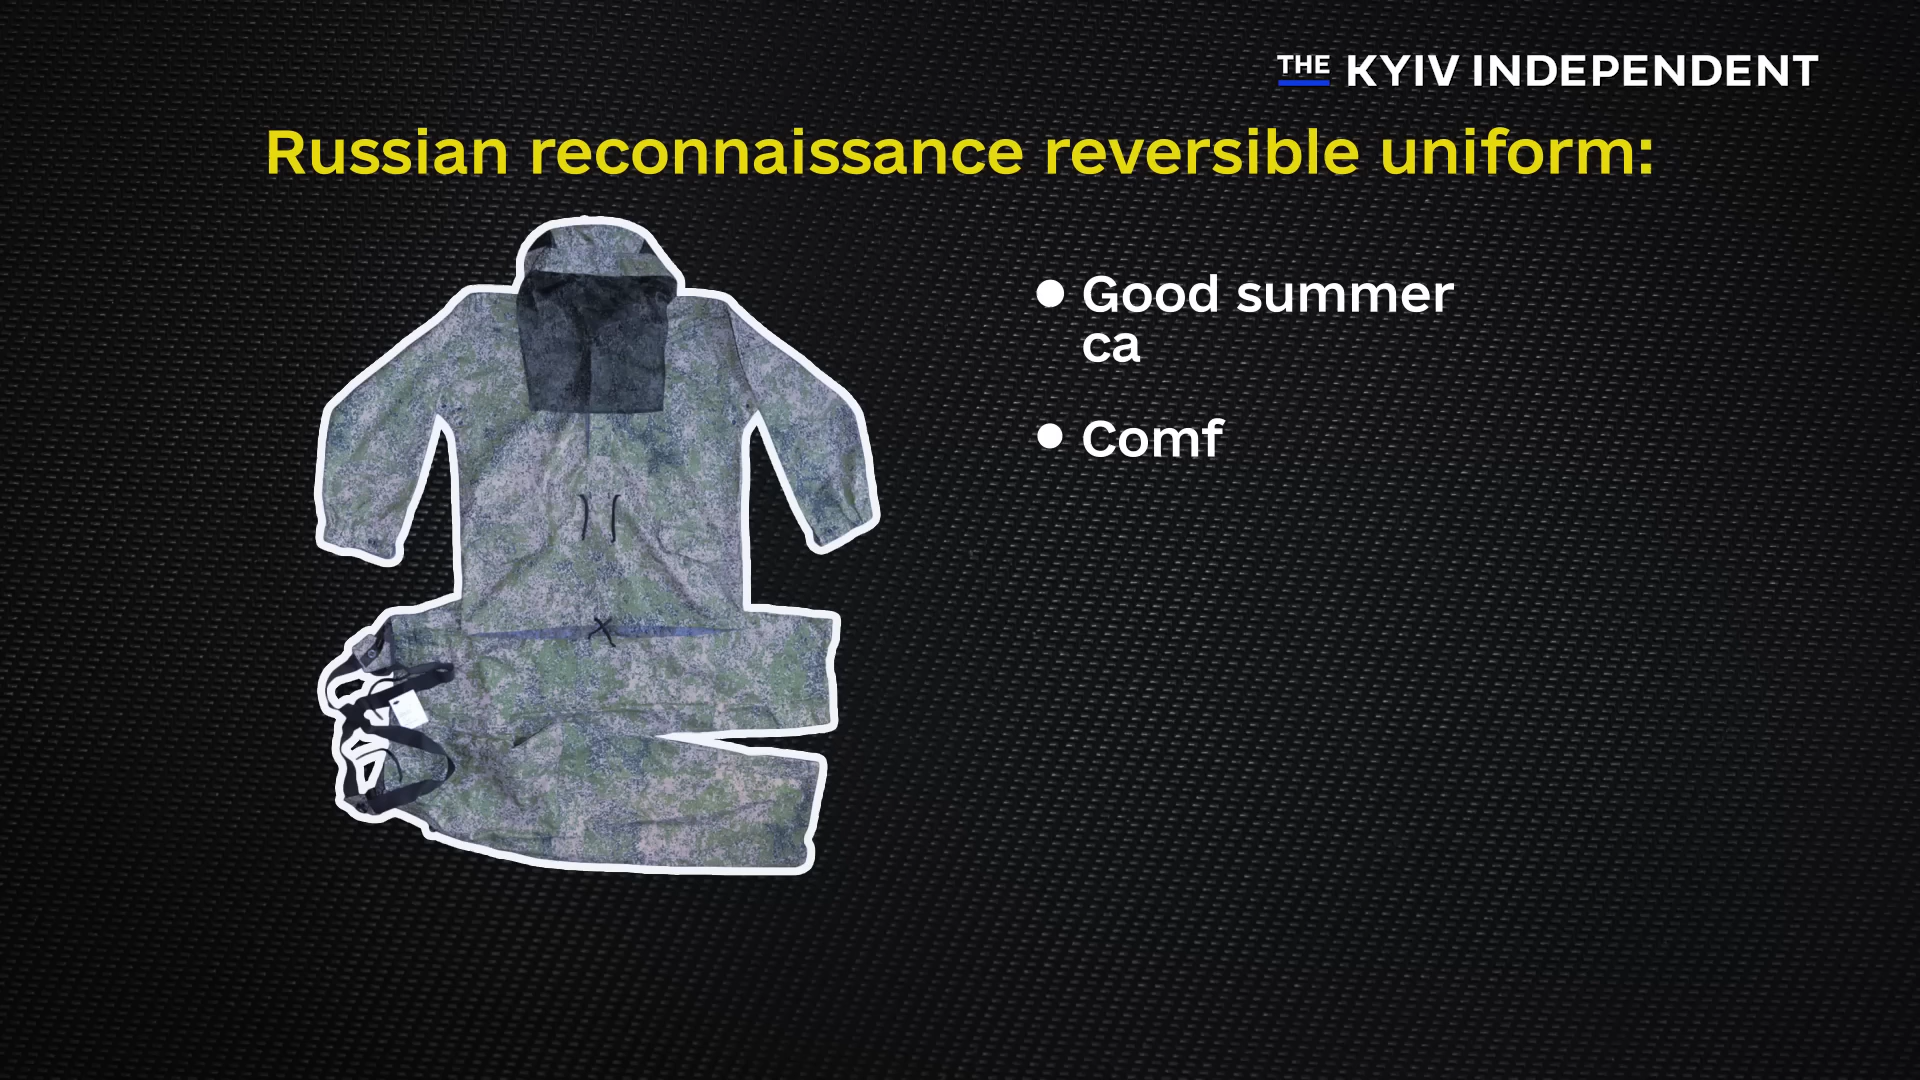 THE KYIV INDEPENDENT
Russian reconnaissance reversible uniform:
● Good summer
ca
● Comf